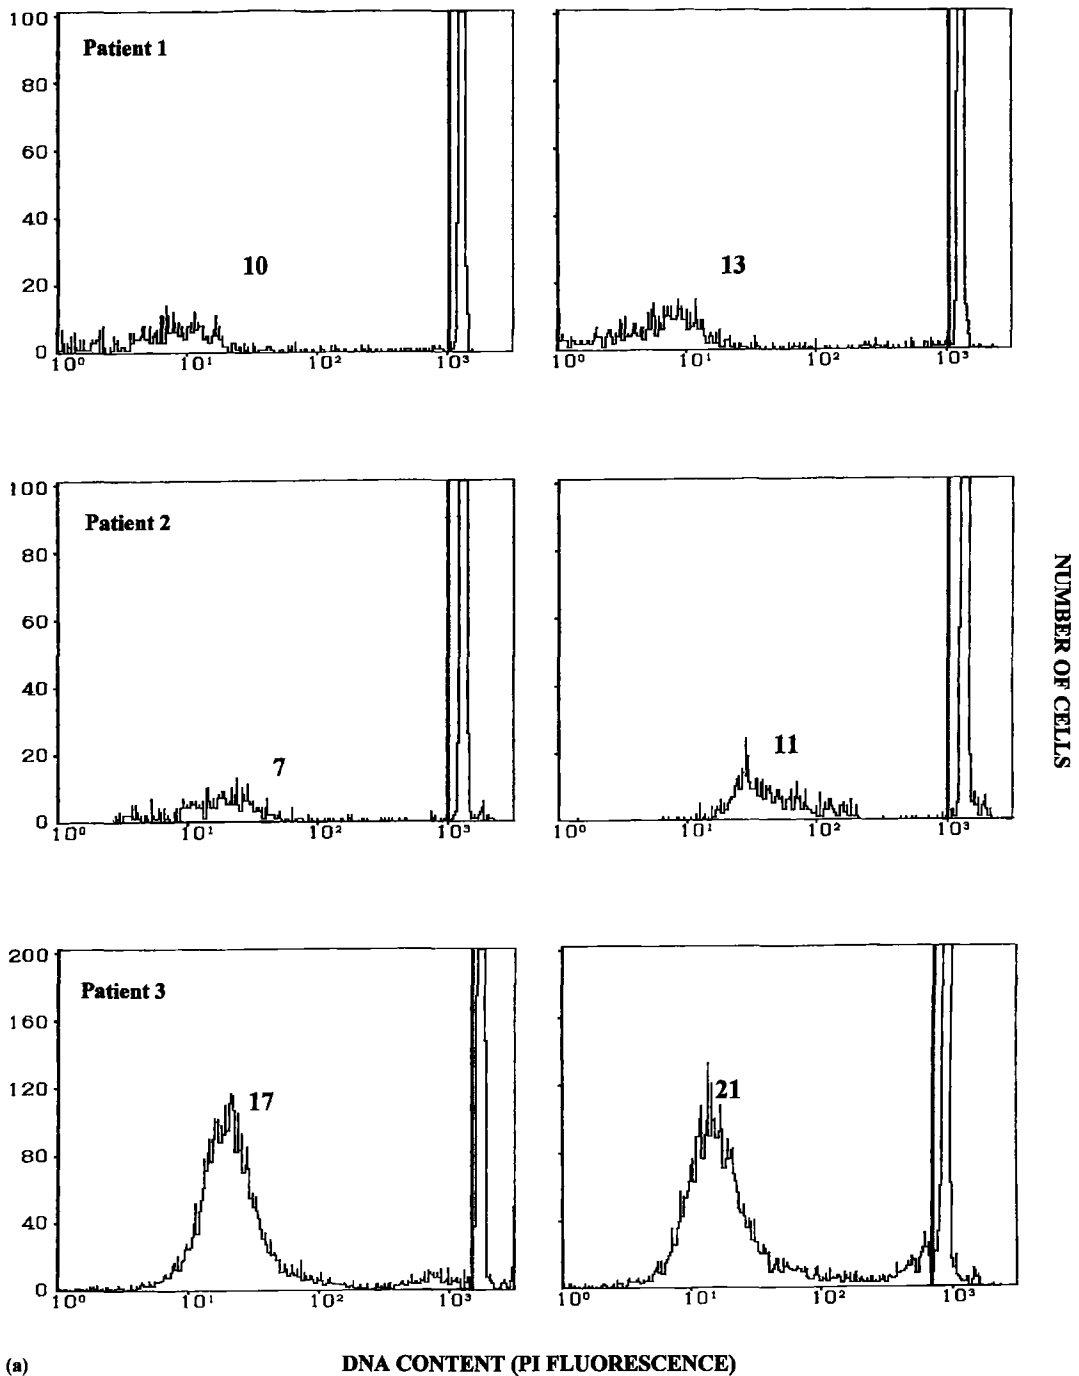 100
80
60
40
20
0
Patient 1
10
10⁰ 10¹ 10² 10³
13
10⁰ 10¹ 10² 10³
100
80
60
40
20
0
Patient 2
7
10⁰ 10¹ 10² 10³
11
10⁰ 10¹ 10² 10³
NUMBER OF CELLS
200
160
120
80
40
0
Patient 3
17
10⁰ 10¹ 10² 10³
21
10⁰ 10¹ 10² 10³
(a)
DNA CONTENT (PI FLUORESCENCE)